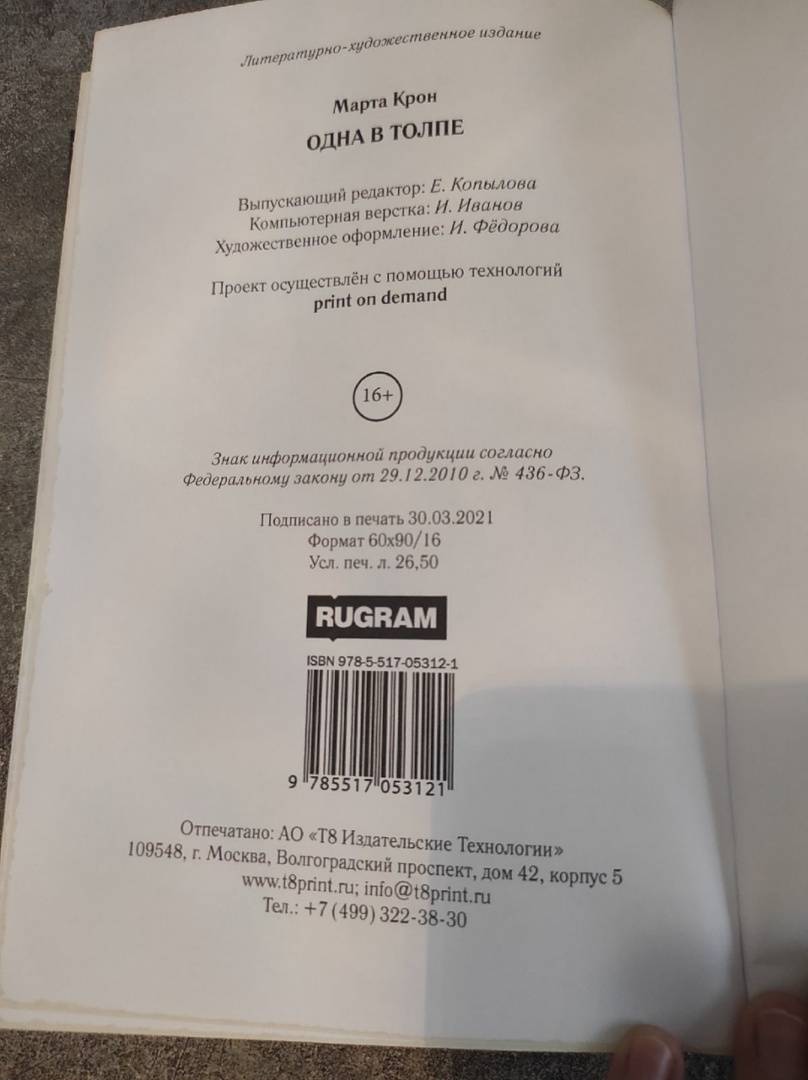 Литературно-художественное издание
Марта Крон
ОДНА В ТОЛПЕ
Выпускающий редактор: Е. Копылова
Компьютерная верстка: И. Иванов
Художественное оформление: И. Фёдорова
Проект осуществлён с помощью технологий
print on demand
16+
Знак информационной продукции согласно
Федеральному закону от 29.12.2010 г. № 436-ФЗ.
Подписано в печать 30.03.2021
Формат 60х90/16
Усл. печ. л. 26,50
RUGRAM
ISBN 978-5-517-05312-1
9 785517 053121
Отпечатано: АО «Т8 Издательские Технологии»
109548, г. Москва, Волгоградский проспект, дом 42, корпус 5
www.t8print.ru; info@t8print.ru
Тел.: +7 (499) 322-38-30